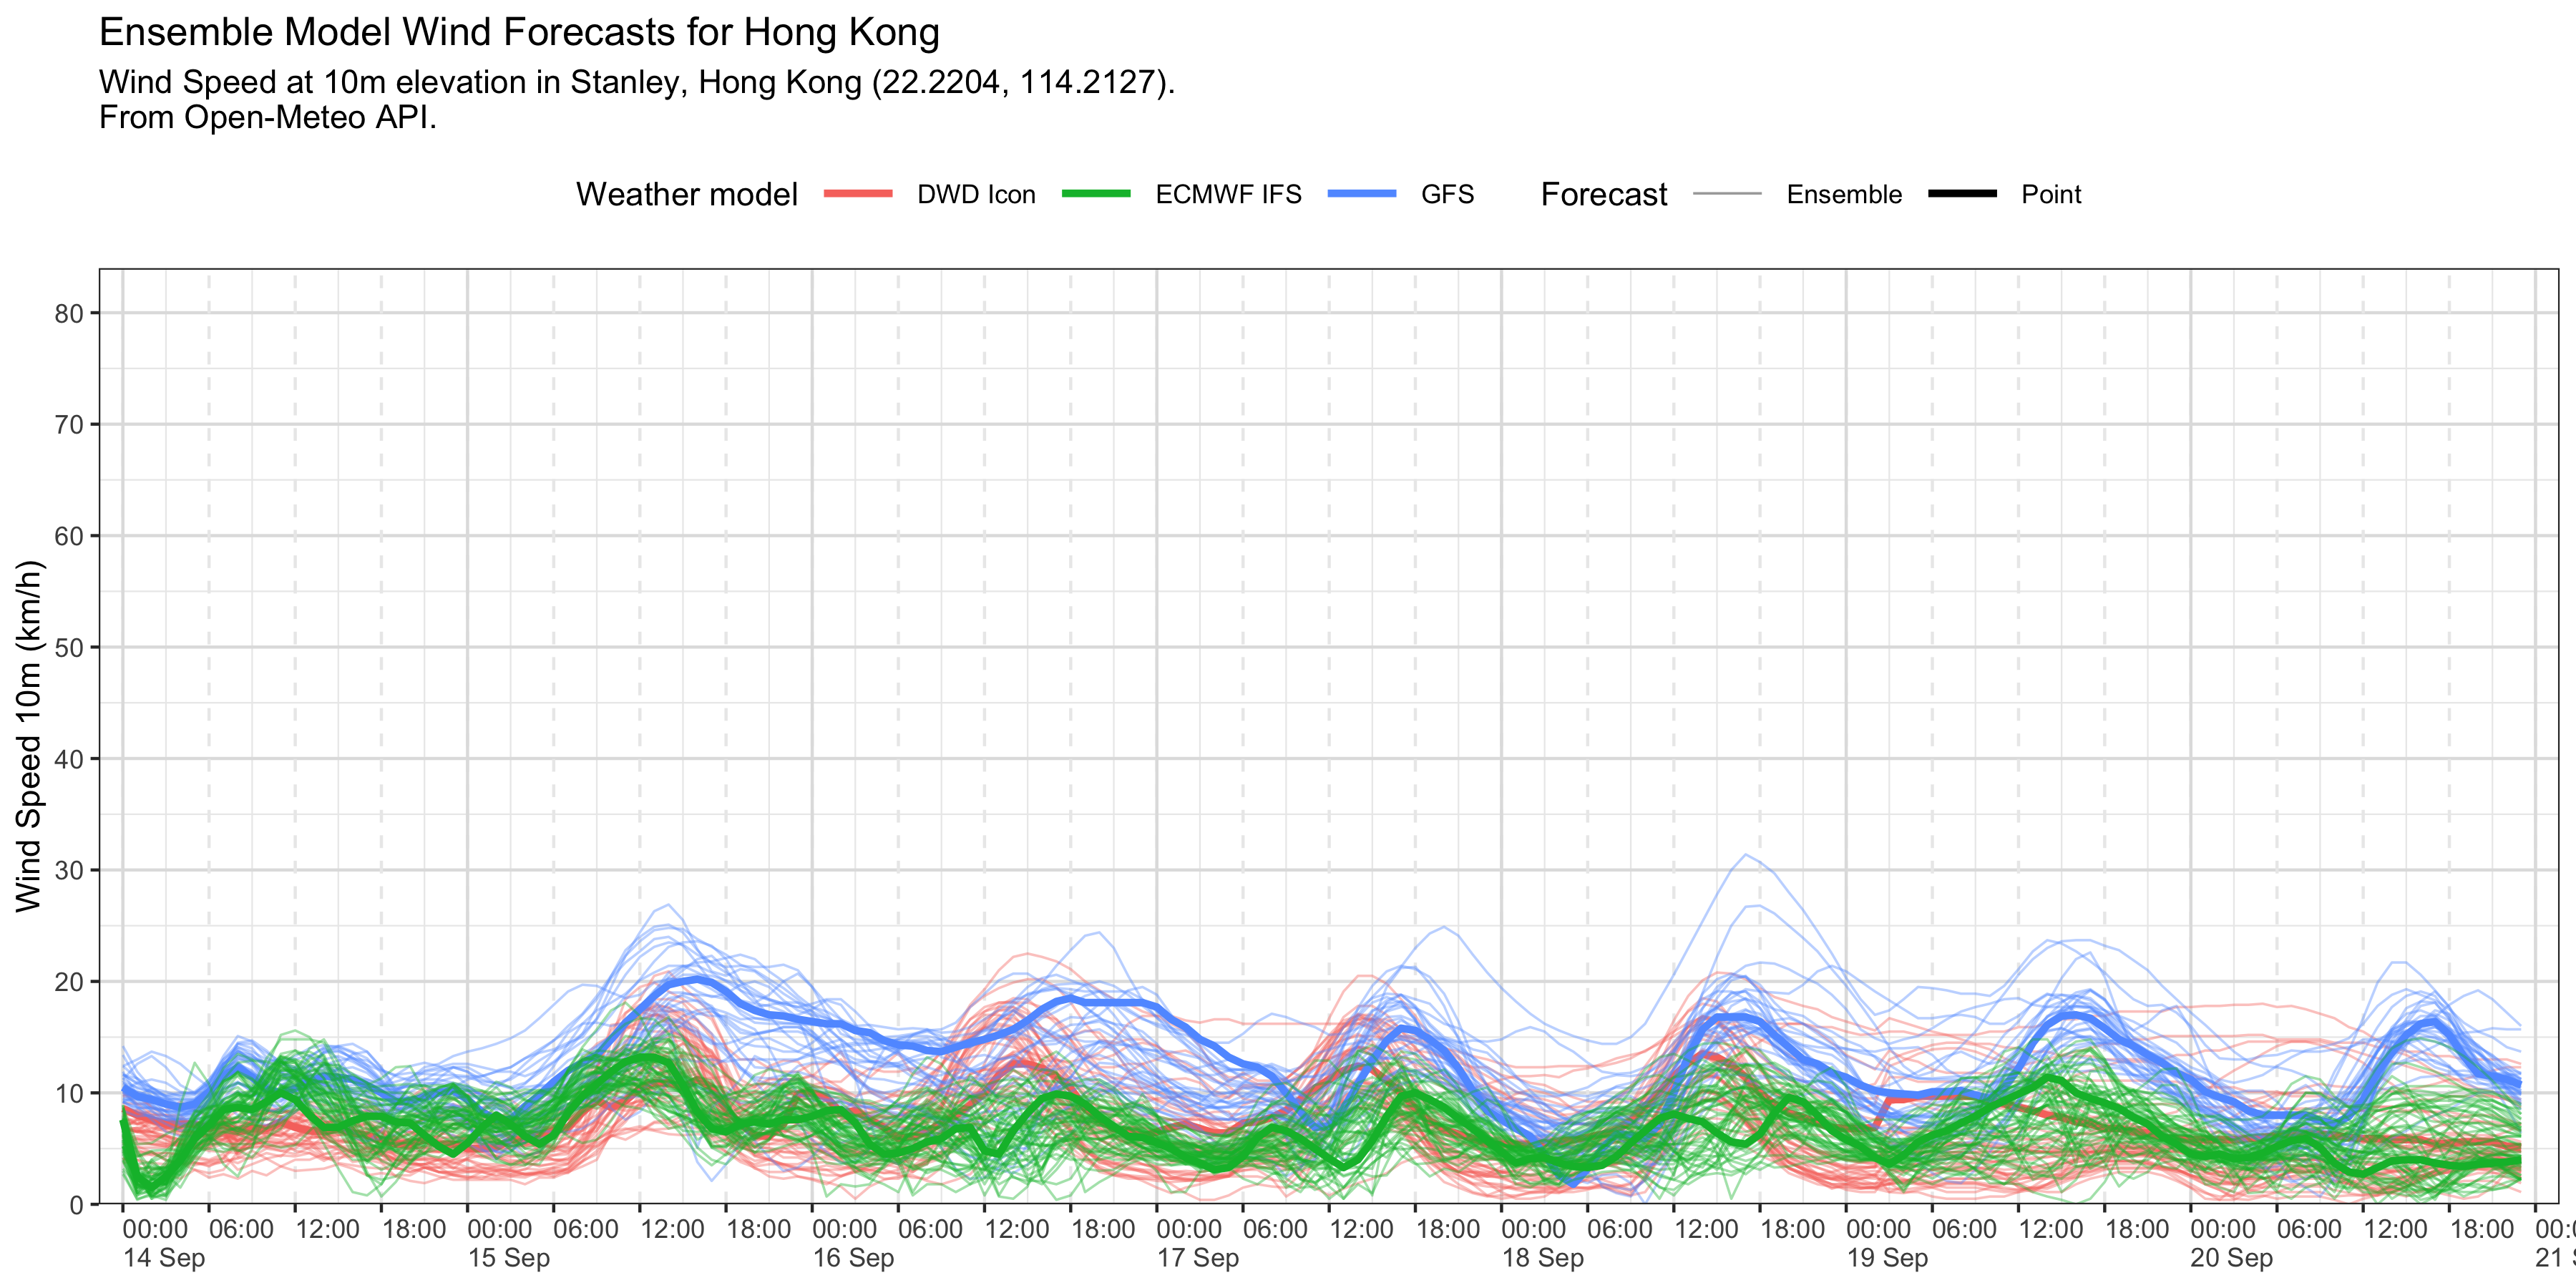 Ensemble Model Wind Forecasts for Hong Kong
Wind Speed at 10m elevation in Stanley, Hong Kong (22.2204, 114.2127).
From Open-Meteo API.
Weather model DWD Icon ECMWF IFS GFS Forecast Ensemble Point
Wind Speed 10m (km/h)
80
70
60
50
40
30
20
10
0
00:00 06:00 12:00 18:00 00:00 06:00 12:00 18:00 00:00 06:00 12:00 18:00 00:00 06:00 12:00 18:00 00:00 06:00 12:00 18:00 00:00 06:00 12:00 18:00 00:00 06:00 12:00 18:00
14 Sep 15 Sep 16 Sep 17 Sep 18 Sep 19 Sep 20 Sep 21